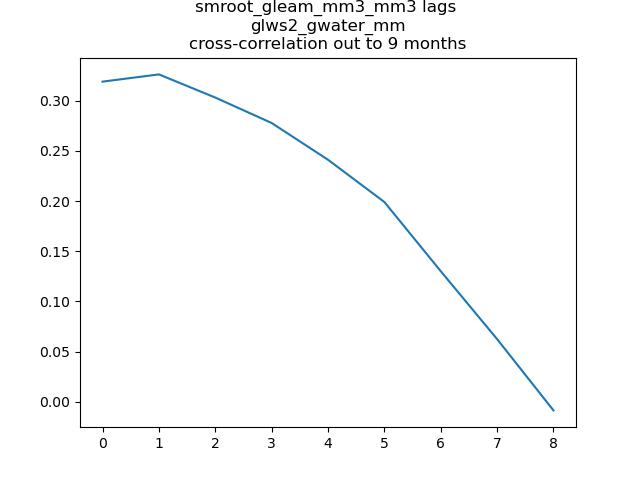 smroot_gleam_mm3_mm3 lags
glws2_gwater_mm
cross-correlation out to 9 months
0.30
0.25
0.20
0.15
0.10
0.05
0.00
0 1 2 3 4 5 6 7 8